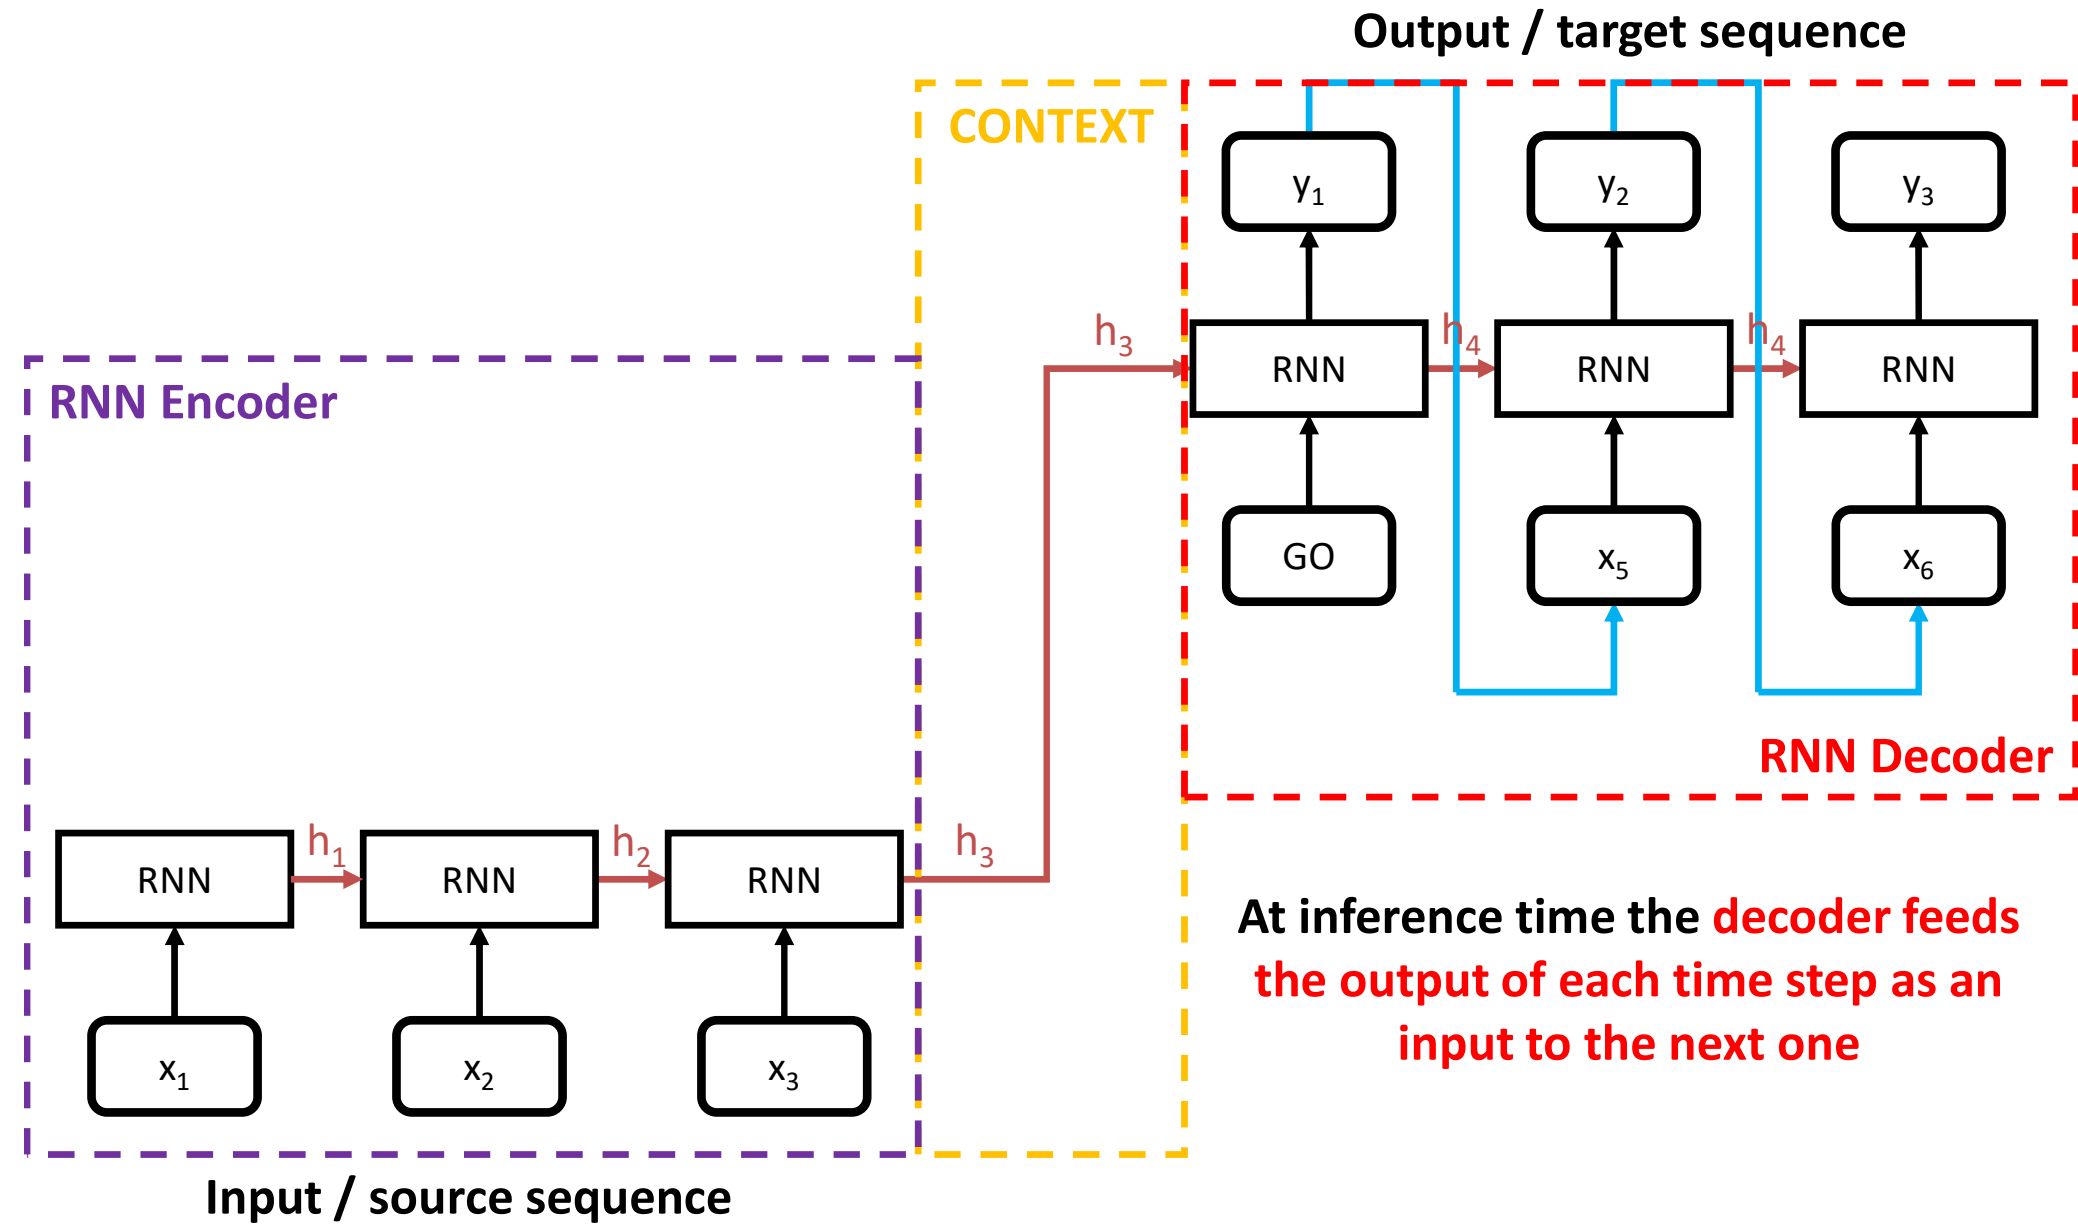 Output / target sequence
CONTEXT
y1 y2 y3
h3 h4 h4
RNN RNN RNN
RNN Encoder
GO x5 x6
RNN Decoder
h1 h2 h3
RNN RNN RNN
At inference time the decoder feeds
the output of each time step as an
input to the next one
x1 x2 x3
Input / source sequence